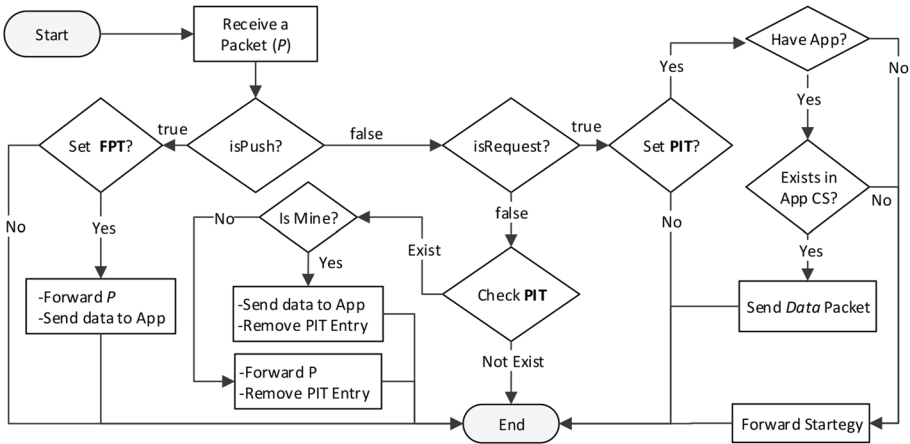 Start
Receive a
Packet (P)
isPush?
true
false
Set FPT?
No
Yes
-Forward P
-Send data to App
isRequest?
true
false
Set PIT?
Yes
No
Have App?
No
Yes
Exists in
App CS?
No
Yes
Send Data Packet
Forward Startegy
Check PIT
Exist
Not Exist
Is Mine?
No
Yes
-Send data to App
-Remove PIT Entry
-Forward P
-Remove PIT Entry
End